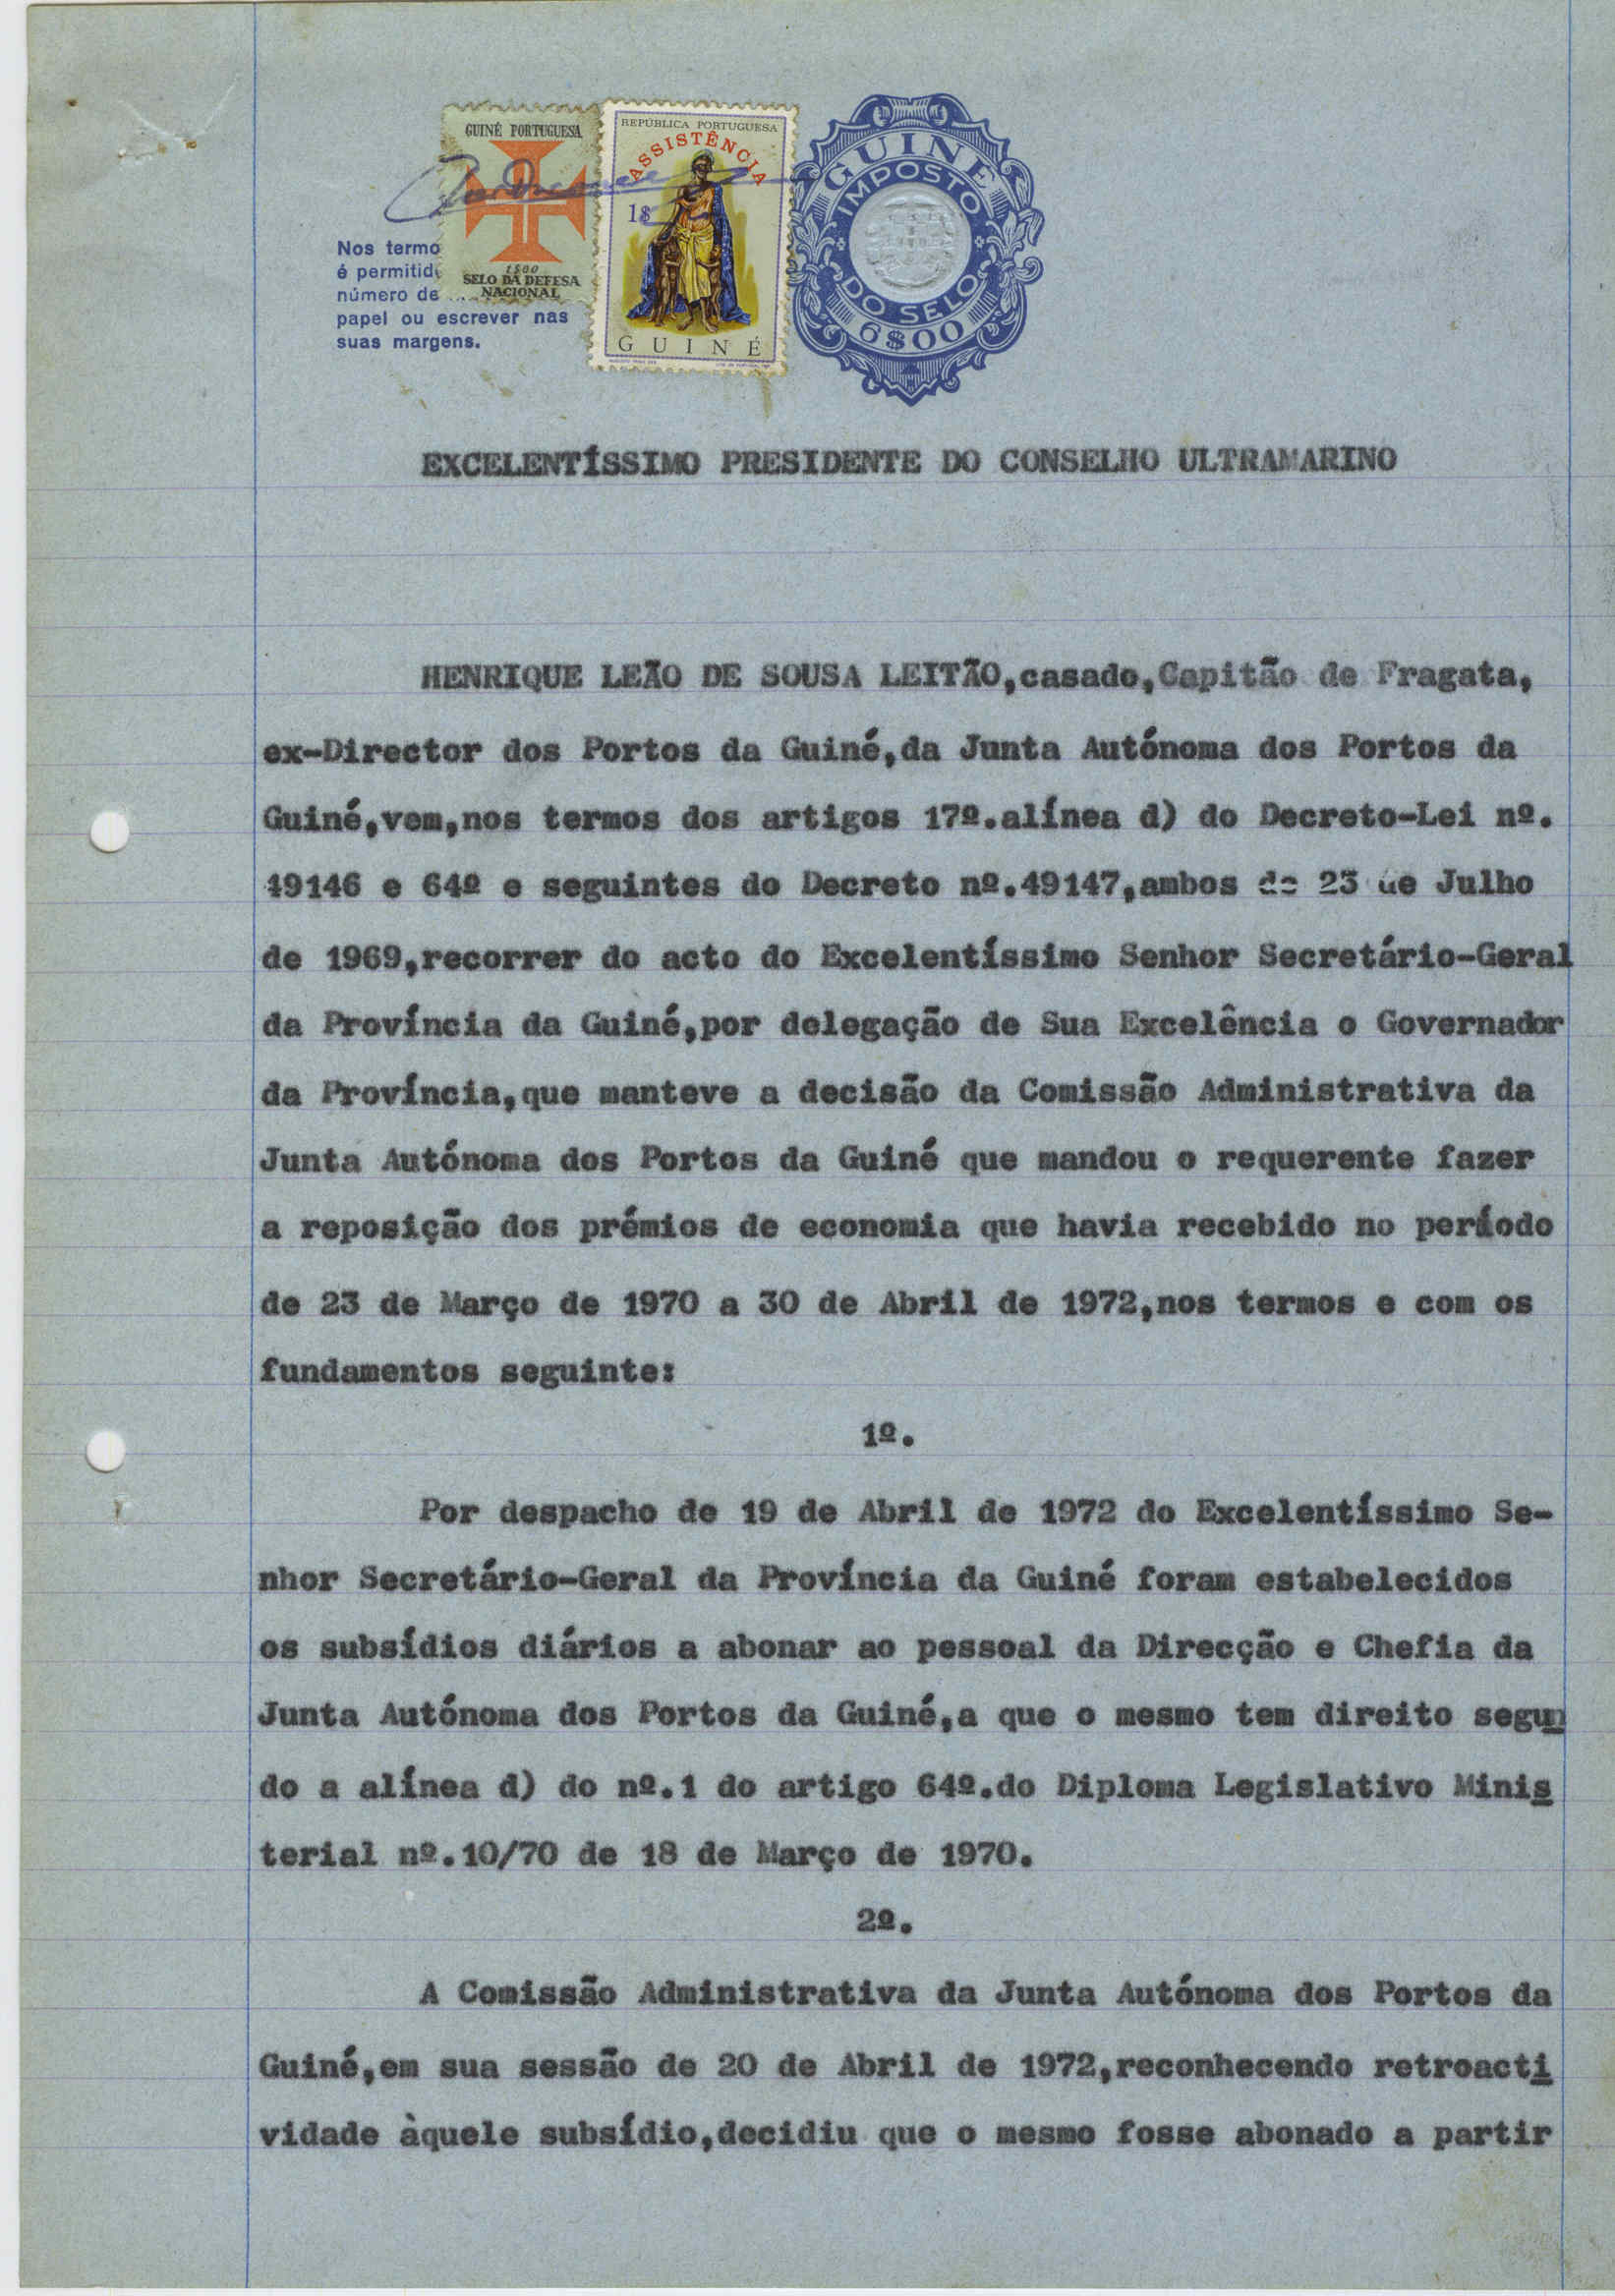 GUINÉ PORTUGUESA
1$00
SELO DA DEFESA
NACIONAL
REPÚBLICA PORTUGUESA
ASSISTÊNCIA
1$
GUINÉ
GUINÉ
IMPOSTO
DO SELO
6$00
Nos termo
é permitid
número de
papel ou escrever nas
suas margens.
EXCELENTÍSSIMO PRESIDENTE DO CONSELHO ULTRAMARINO
HENRIQUE LEÃO DE SOUSA LEITÃO,casado,Capitão de Fragata,
ex-Director dos Portos da Guiné,da Junta Autónoma dos Portos da
Guiné,vem,nos termos dos artigos 17º.alínea d) do Decreto-Lei nº.
49146 e 64º e seguintes do Decreto nº.49147,ambos de 23 de Julho
de 1969,recorrer do acto do Excelentíssimo Senhor Secretário-Geral
da Província da Guiné,por delegação de Sua Excelência o Governador
da Província,que manteve a decisão da Comissão Administrativa da
Junta Autónoma dos Portos da Guiné que mandou o requerente fazer
a reposição dos prémios de economia que havia recebido no período
de 23 de Março de 1970 a 30 de Abril de 1972,nos termos e com os
fundamentos seguinte:
1º.
Por despacho de 19 de Abril de 1972 do Excelentíssimo Se-
nhor Secretário-Geral da Província da Guiné foram estabelecidos
os subsídios diários a abonar ao pessoal da Direcção e Chefia da
Junta Autónoma dos Portos da Guiné,a que o mesmo tem direito segun
do a alínea d) do nº.1 do artigo 64º.do Diploma Legislativo Minis
terial nº.10/70 de 18 de Março de 1970.
2º.
A Comissão Administrativa da Junta Autónoma dos Portos da
Guiné,em sua sessão de 20 de Abril de 1972,reconhecendo retroacti
vidade àquele subsídio,decidiu que o mesmo fosse abonado a partir